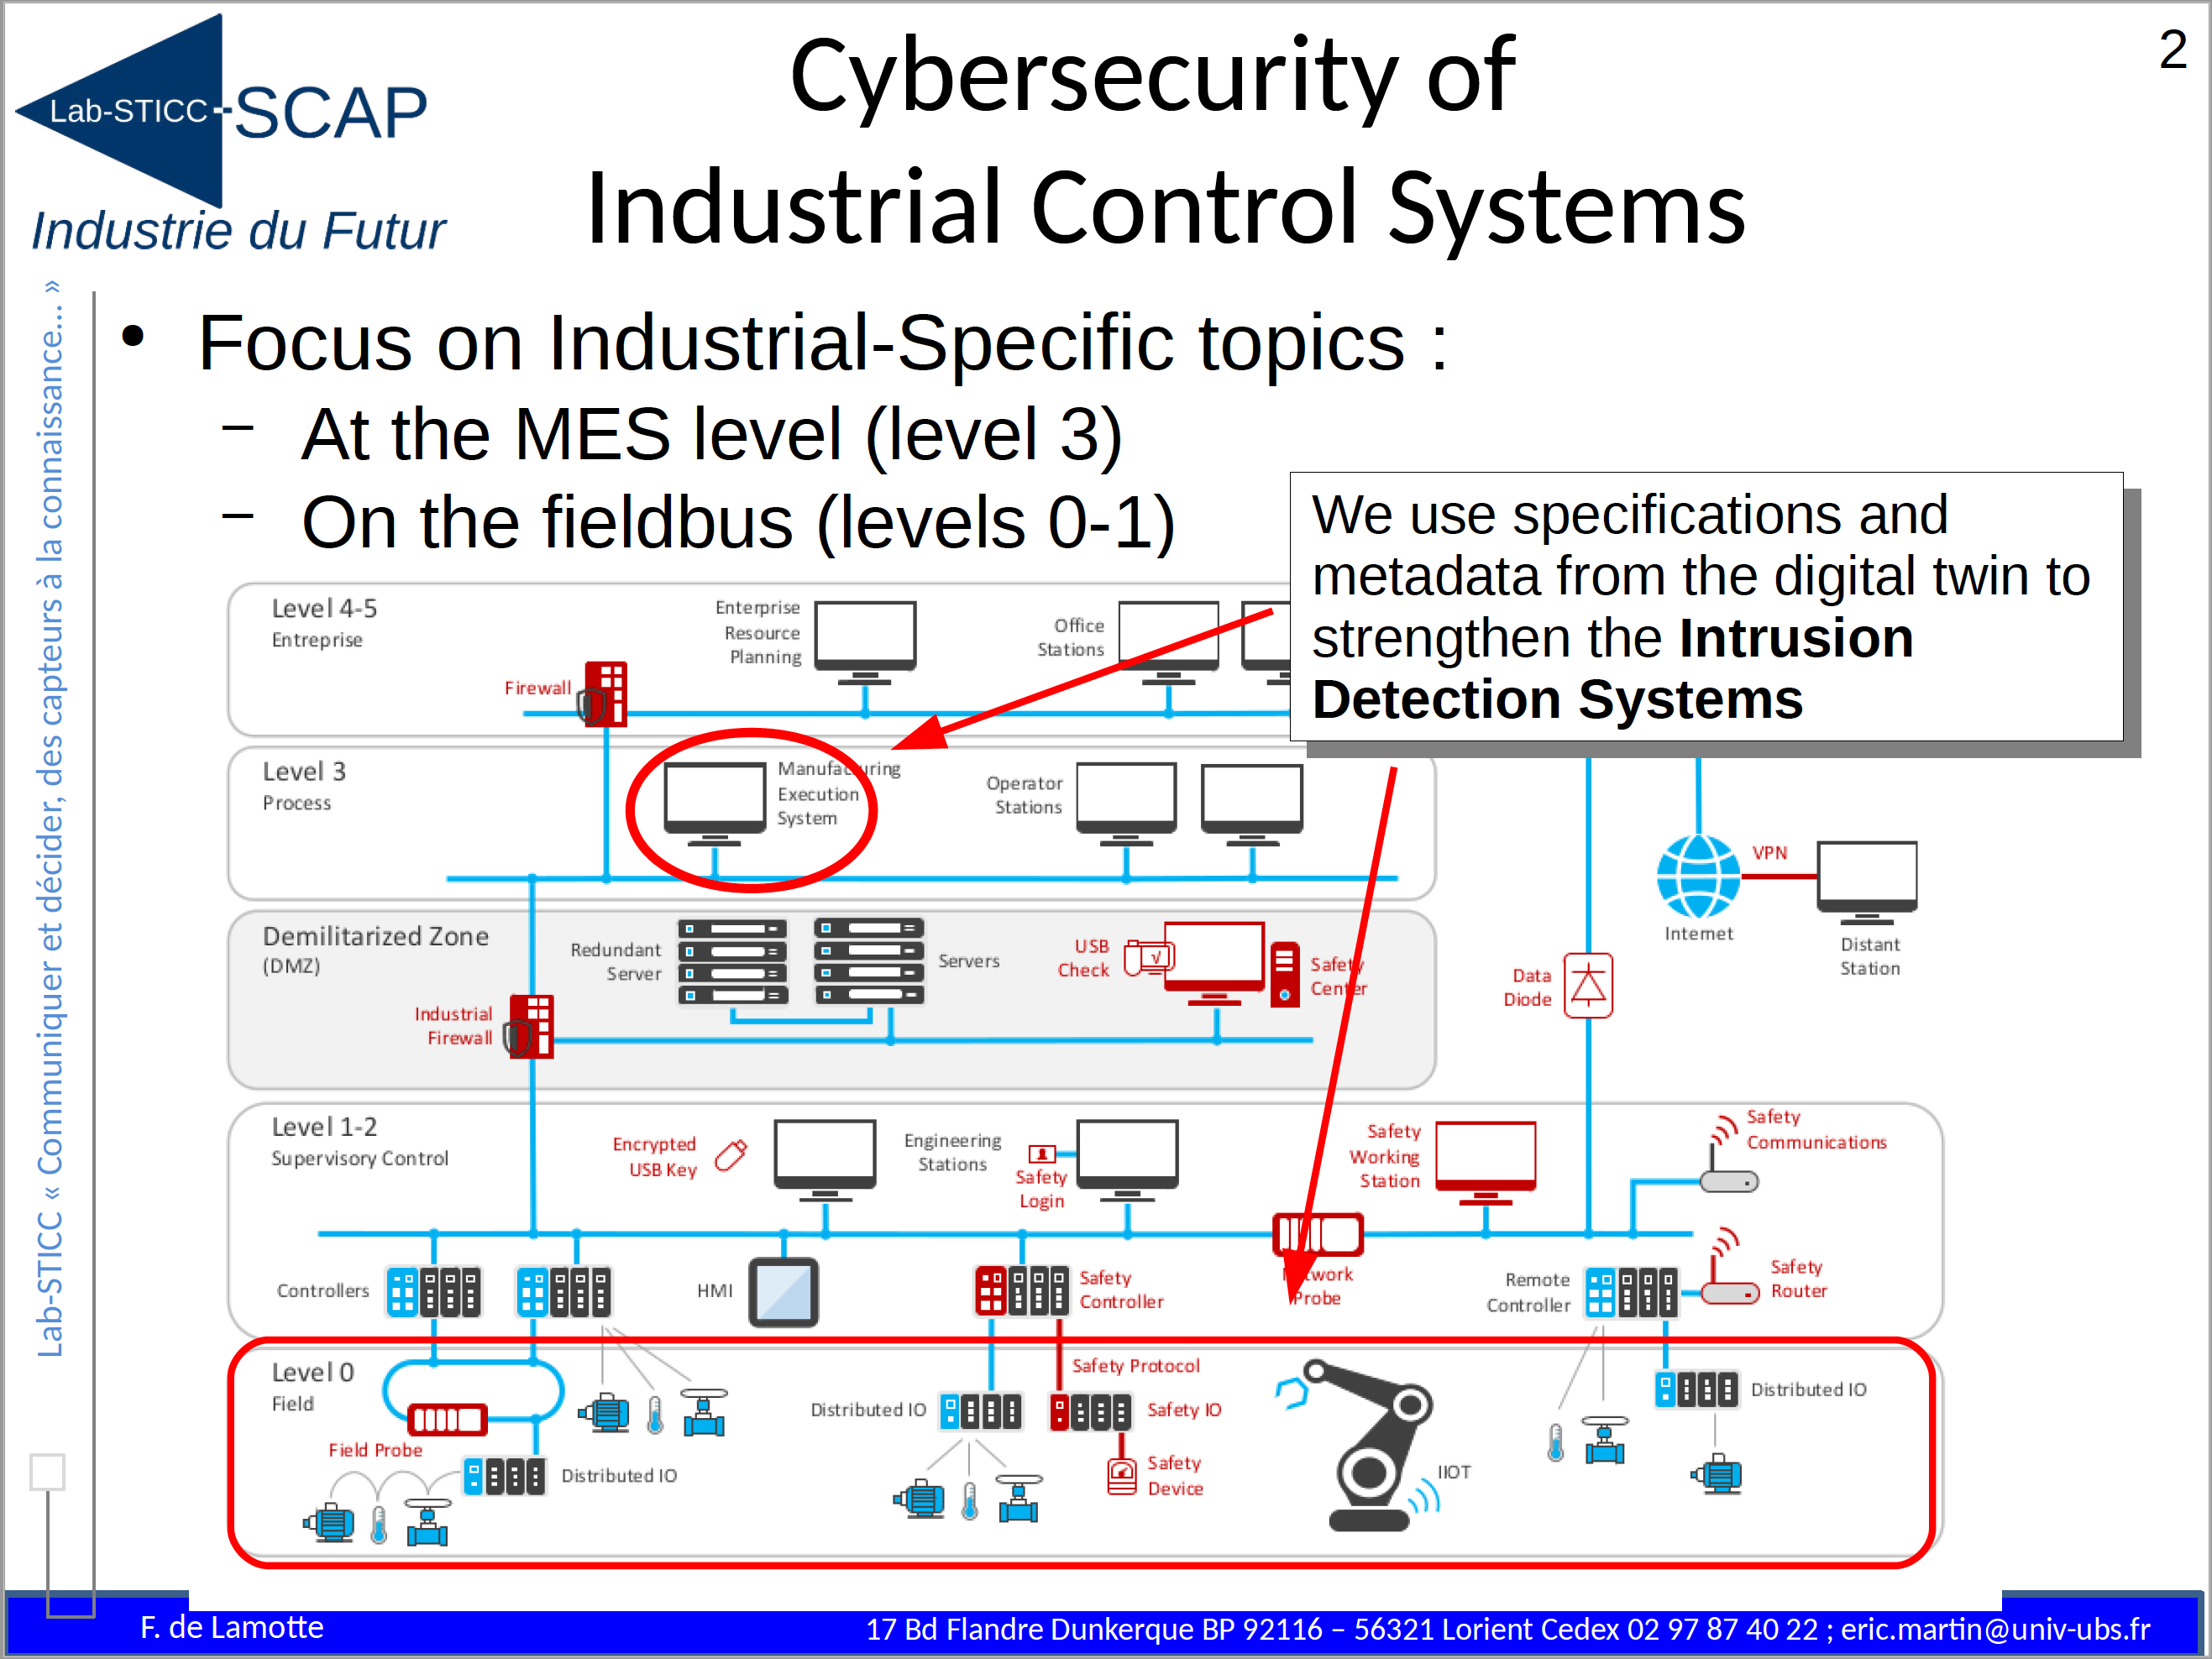 2
Lab-STICC-SCAP
Industrie du Futur
Cybersecurity of
Industrial Control Systems
Lab-STICC « Communiquer et décider, des capteurs à la connaissance... »
• Focus on Industrial-Specific topics :
– At the MES level (level 3)
– On the fieldbus (levels 0-1)
We use specifications and
metadata from the digital twin to
strengthen the Intrusion
Detection Systems
Level 4-5
Entreprise
Enterprise
Resource
Planning
Office
Stations
Firewall
Level 3
Process
Manufacturing
Execution
System
Operator
Stations
VPN
Internet
Distant
Station
Demilitarized Zone
(DMZ)
Redundant
Server
Servers
USB
Check
Safety
Center
Data
Diode
Industrial
Firewall
Level 1-2
Supervisory Control
Encrypted
USB Key
Engineering
Stations
Safety
Login
Safety
Working
Station
Safety
Communications
Controllers
HMI
Safety
Controller
Network
Probe
Remote
Controller
Safety
Router
Level 0
Field
Safety Protocol
Distributed IO
Safety IO
Distributed IO
Field Probe
Distributed IO
Safety
Device
IIOT
F. de Lamotte
17 Bd Flandre Dunkerque BP 92116 – 56321 Lorient Cedex 02 97 87 40 22 ; eric.martin@univ-ubs.fr